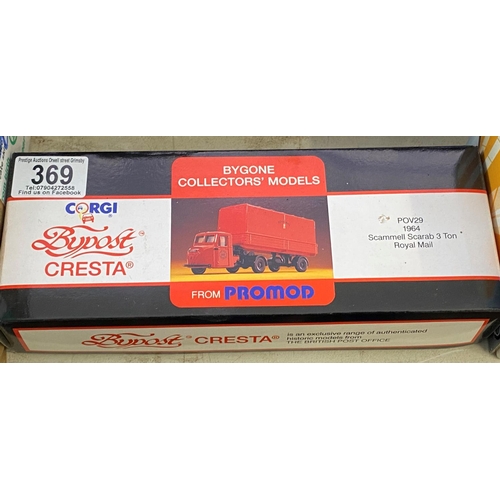 Prestige Auctions Orwell street Grimsby
369
Tel:07904272558
Find us on Facebook
CORGI
Bypost™
CRESTA®
BYGONE
COLLECTORS' MODELS
FROM PROMOD
POV29
1964
Scammell Scarab 3 Ton
Royal Mail
Bypost™ CRESTA®
is an exclusive range of authenticated
historic models from
THE BRITISH POST OFFICE